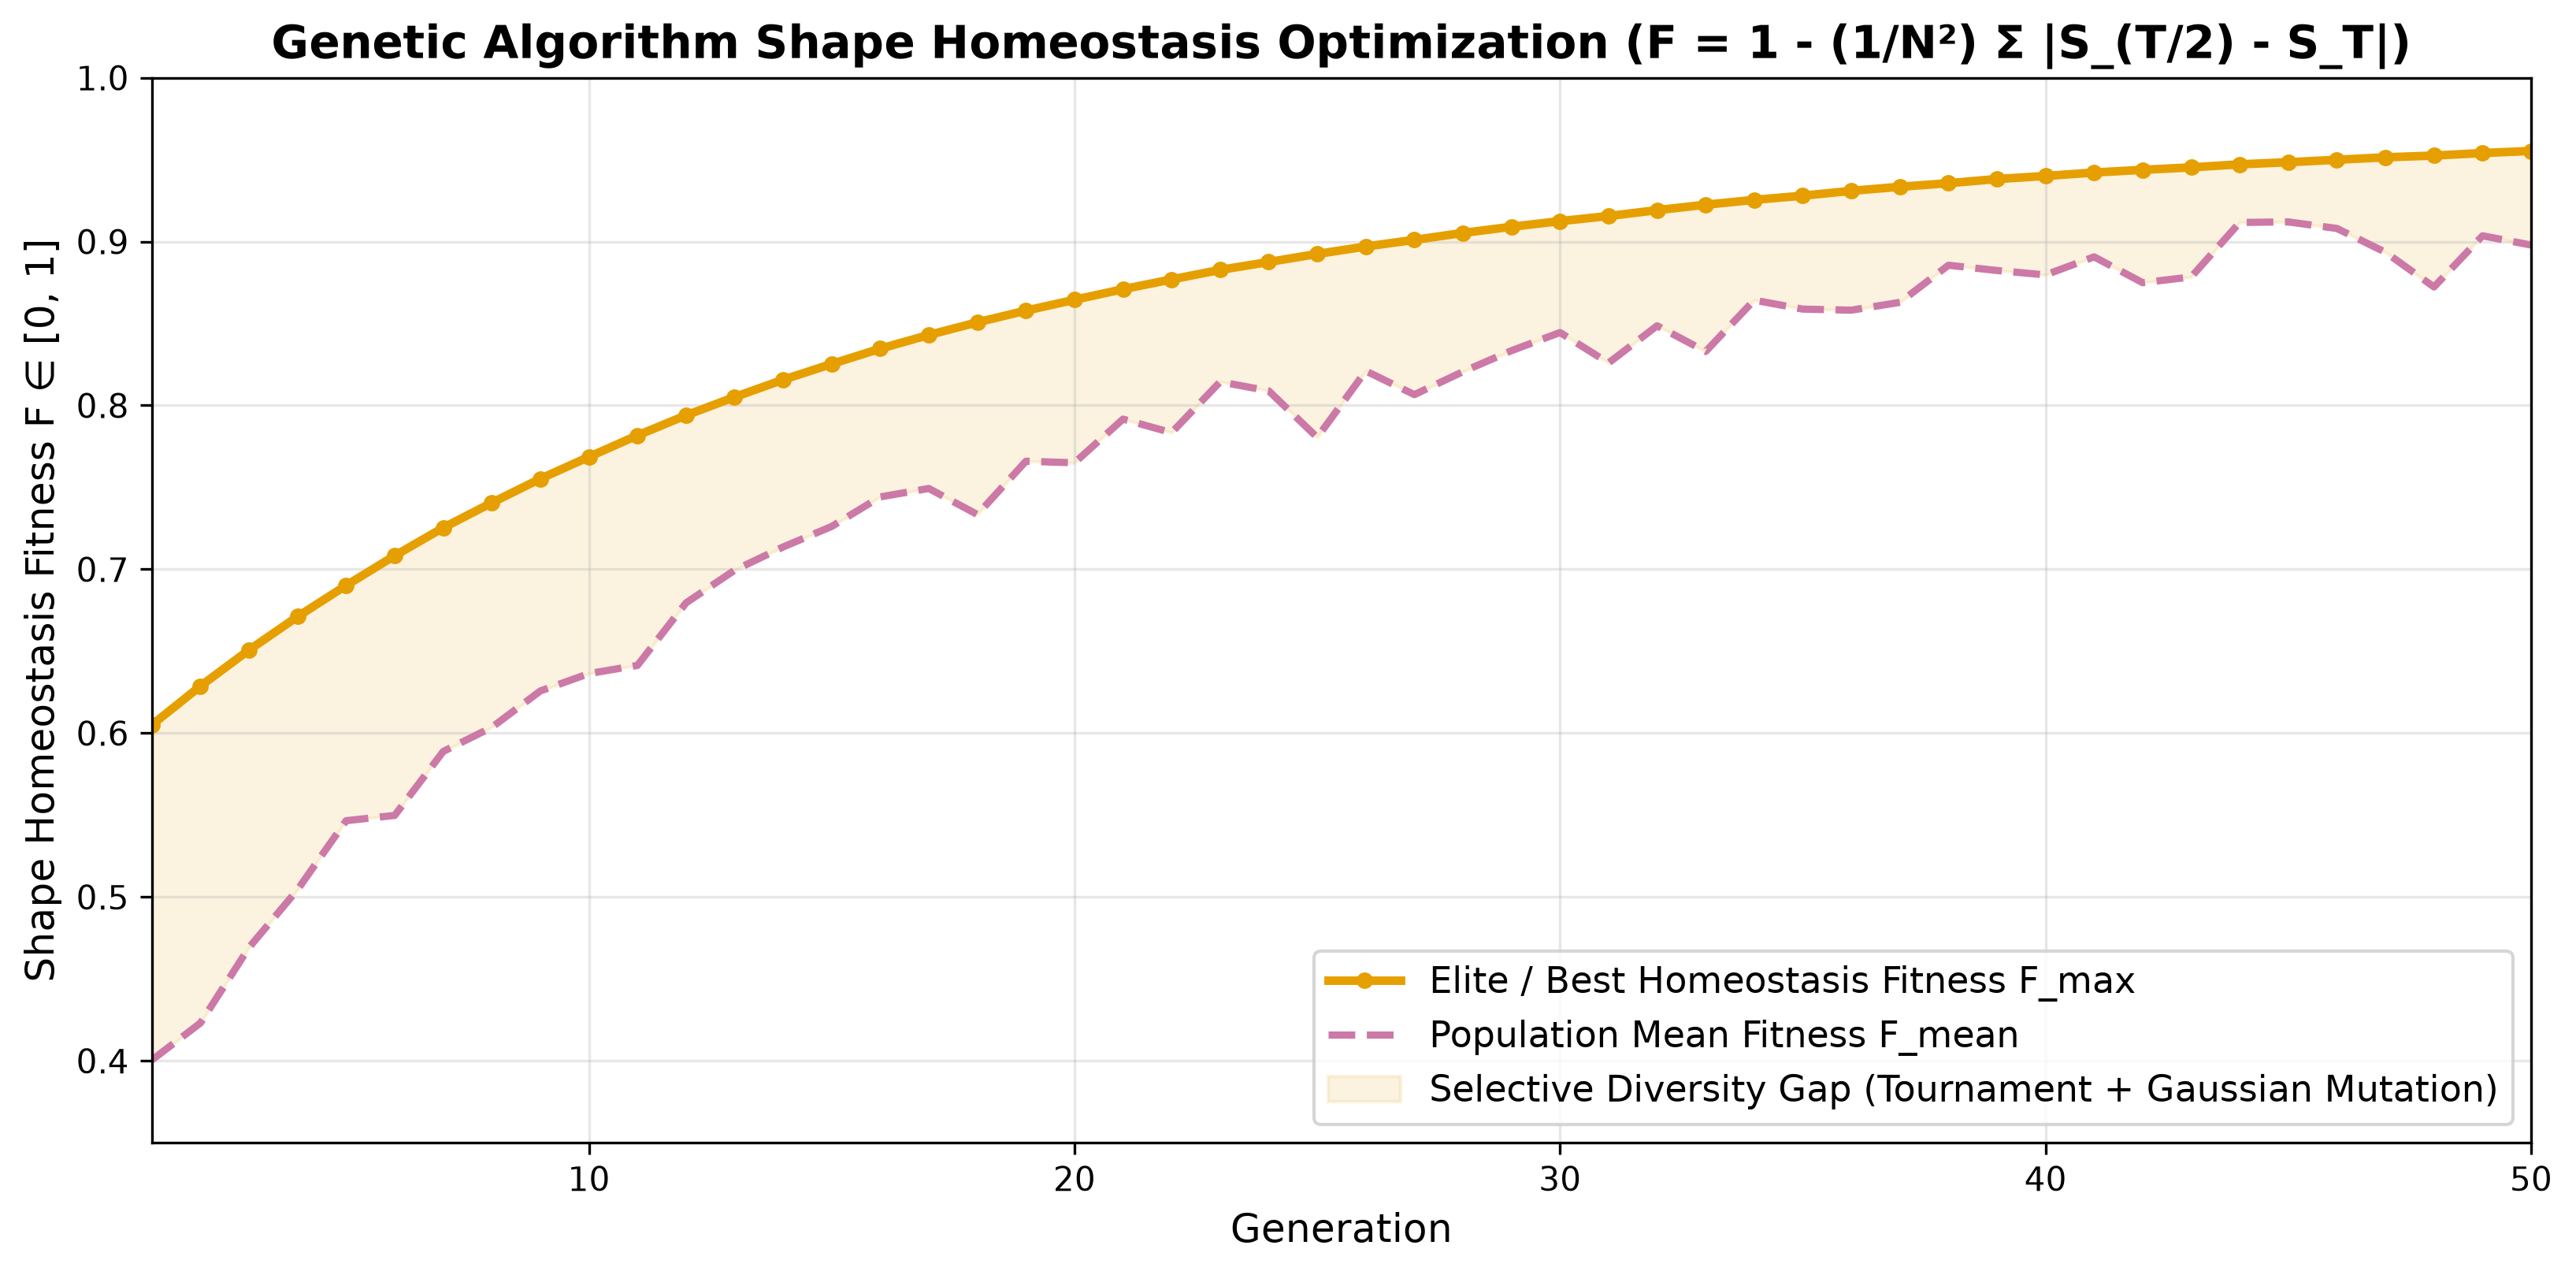 Genetic Algorithm Shape Homeostasis Optimization (F = 1 - (1/N²) Σ |S_(T/2) - S_T|)
Shape Homeostasis Fitness F ∈ [0, 1]
1.0
0.9
0.8
0.7
0.6
0.5
0.4
Elite / Best Homeostasis Fitness F_max
Population Mean Fitness F_mean
Selective Diversity Gap (Tournament + Gaussian Mutation)
10 20 30 40 50
Generation